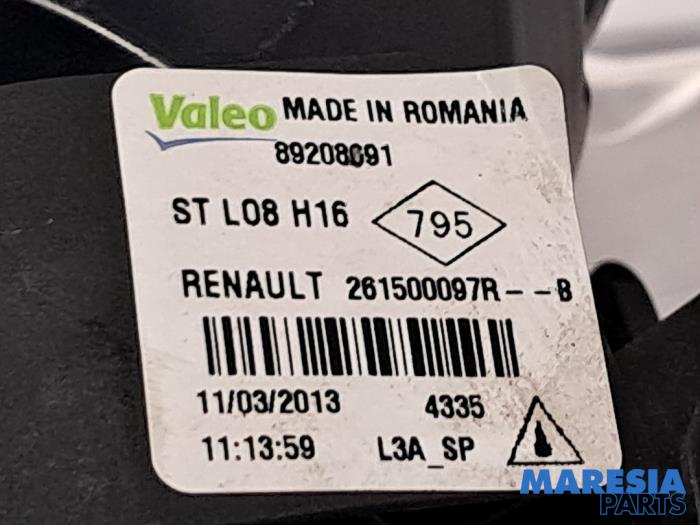 Valeo MADE IN ROMANIA
89208691
ST L08 H16 795
RENAULT 261500097R--B
11/03/2013 4335
11:13:59 L3A_SP
MARESIA
PARTS